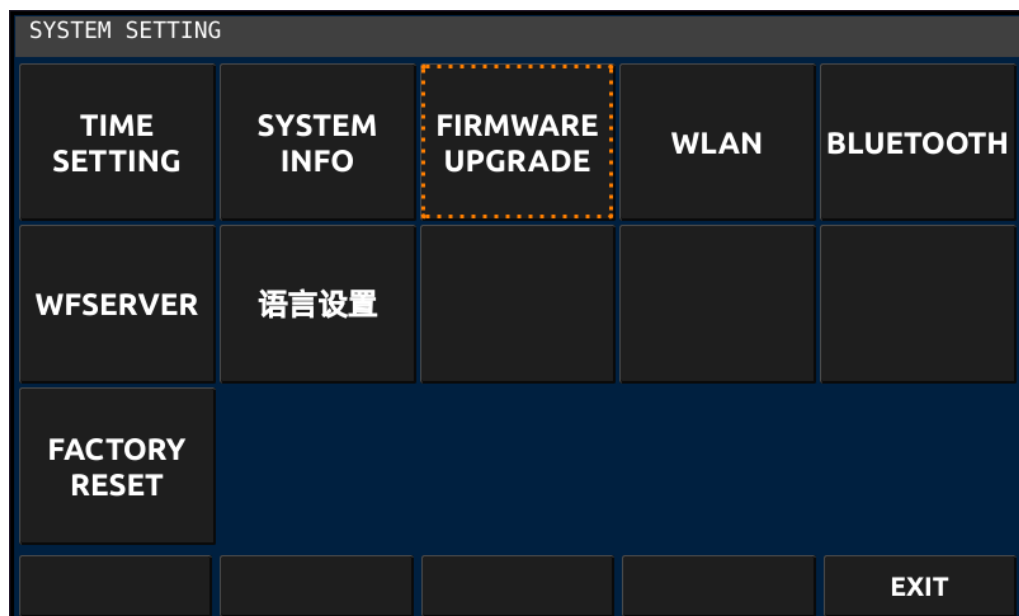 SYSTEM SETTING
TIME
SETTING
SYSTEM
INFO
FIRMWARE
UPGRADE
WLAN
BLUETOOTH
WFSERVER
语言设置
FACTORY
RESET
EXIT